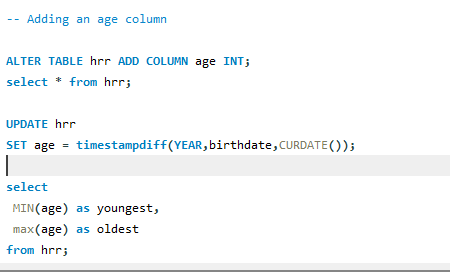 -- Adding an age column
ALTER TABLE hrr ADD COLUMN age INT;
select * from hrr;
UPDATE hrr
SET age = timestampdiff(YEAR,birthdate,CURDATE());
select
MIN(age) as youngest,
max(age) as oldest
from hrr;